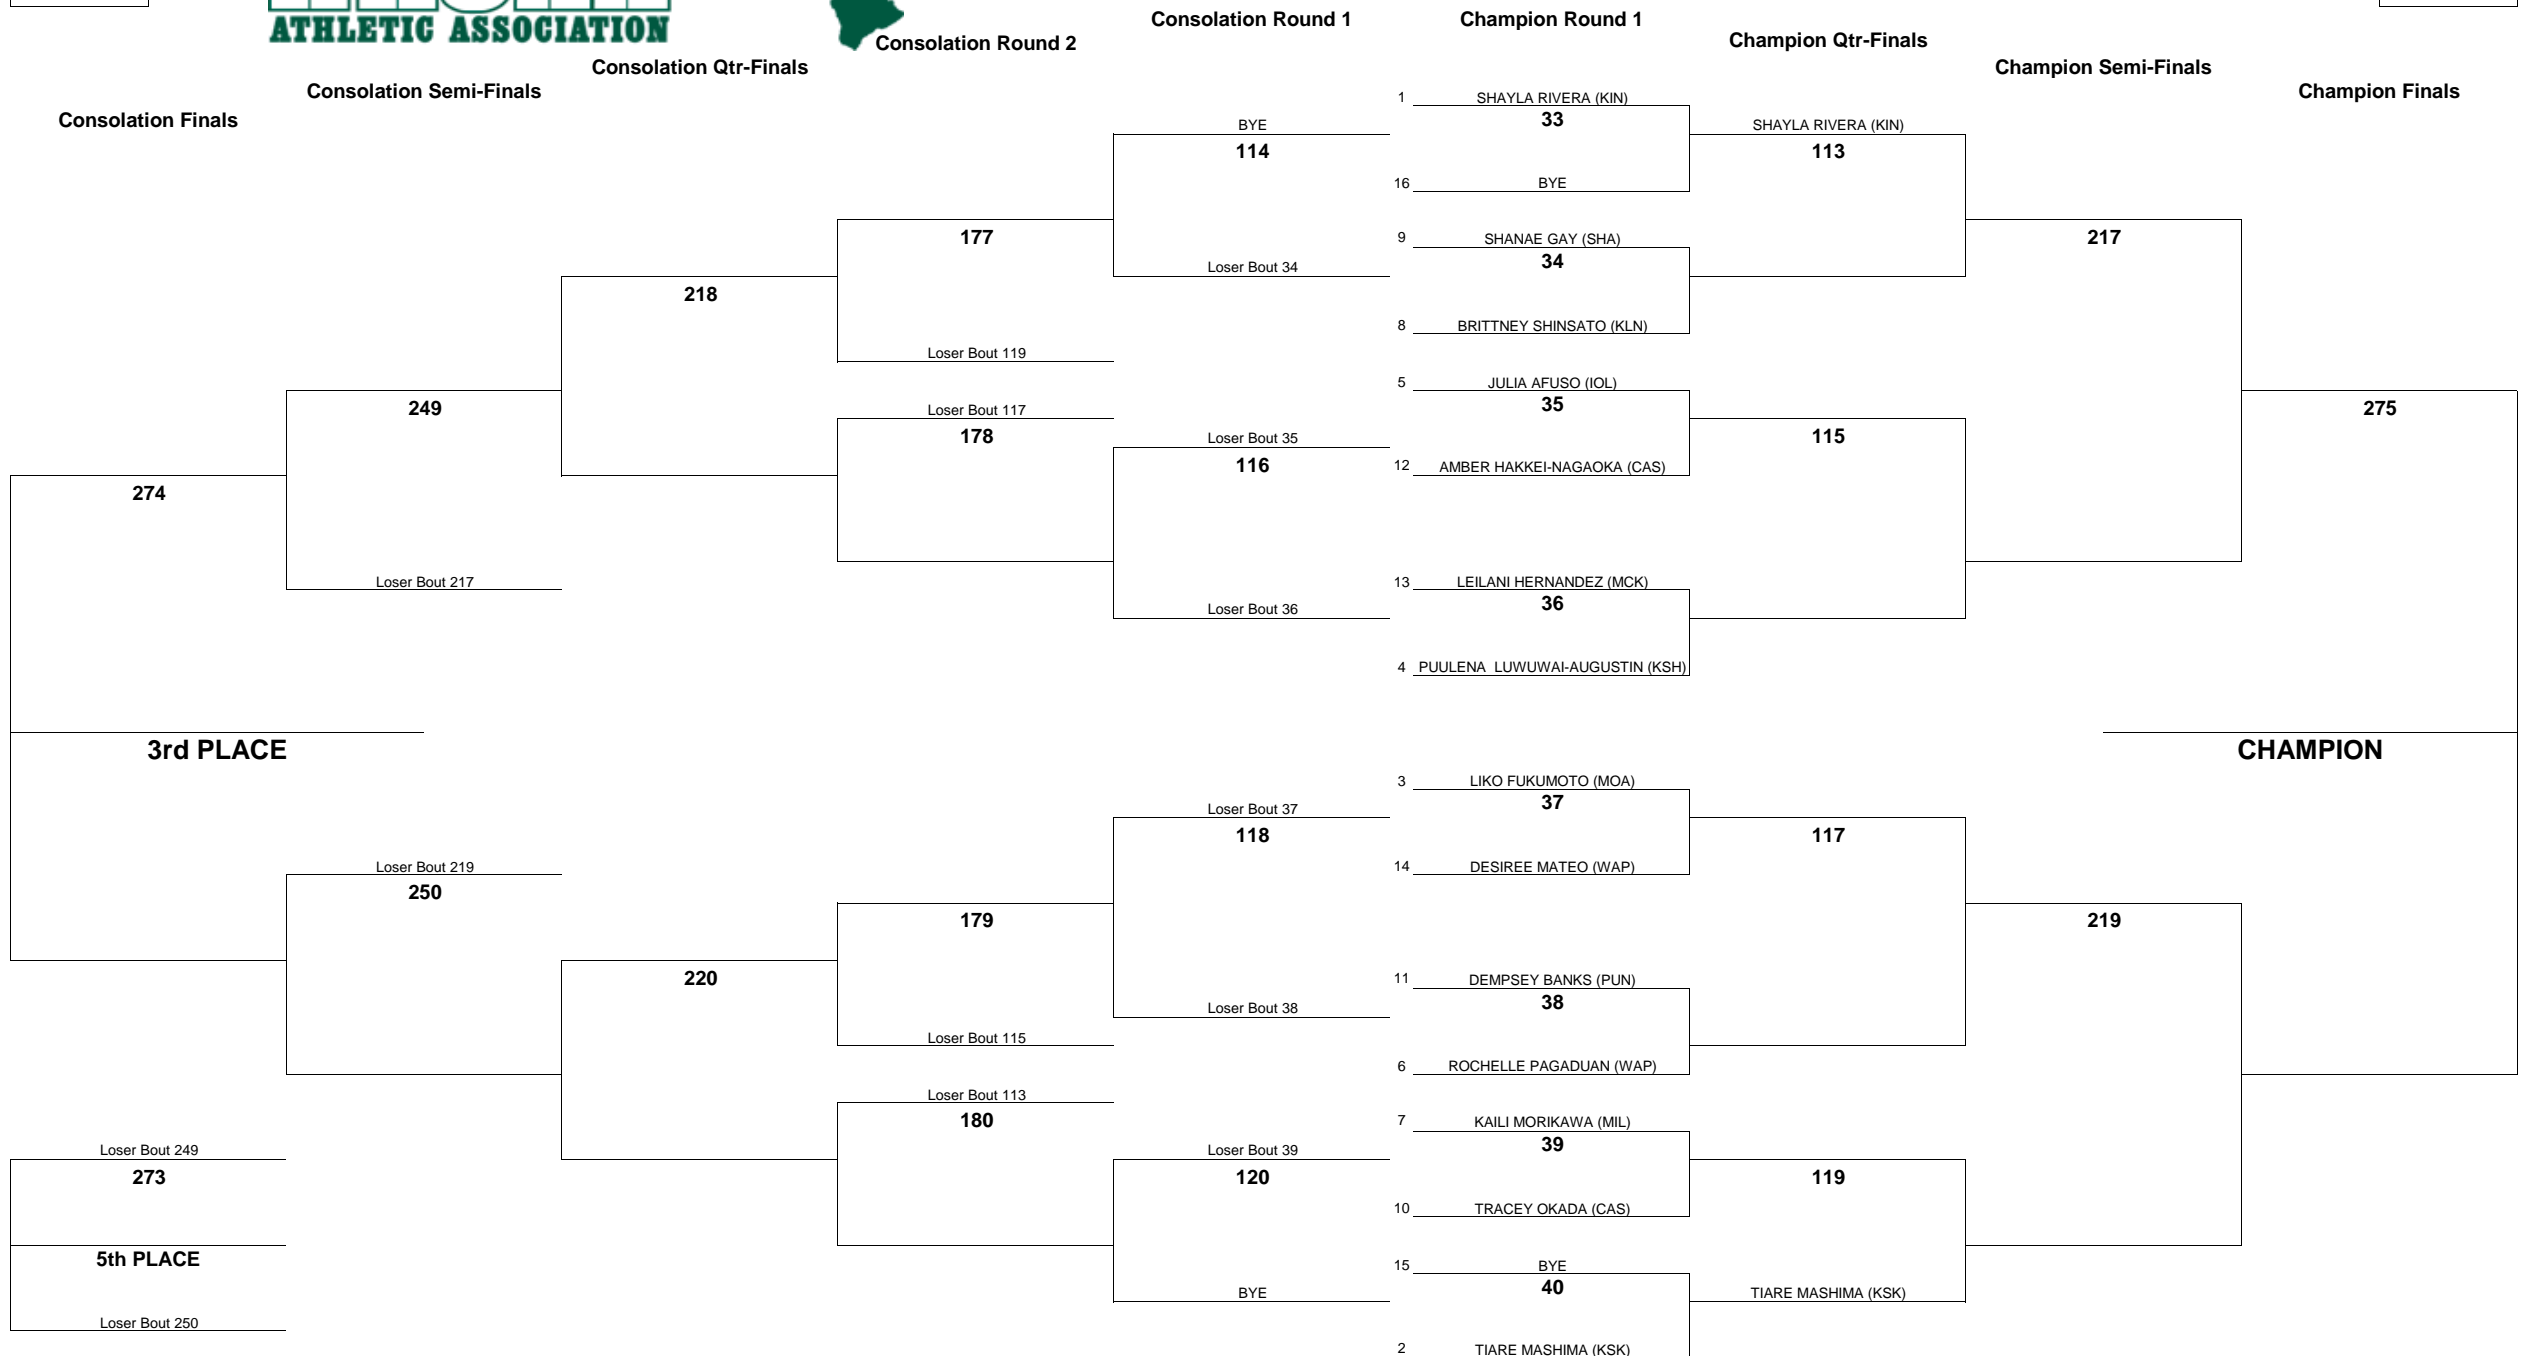 ATHLETIC ASSOCIATION
Consolation Round 1
Champion Round 1
Consolation Round 2
Champion Qtr-Finals
Consolation Qtr-Finals
Champion Semi-Finals
Consolation Semi-Finals
Champion Finals
Consolation Finals
1 SHAYLA RIVERA (KIN)
33
BYE
SHAYLA RIVERA (KIN)
114
113
16 BYE
177
9 SHANAE GAY (SHA)
217
34
Loser Bout 34
218
8 BRITTNEY SHINSATO (KLN)
Loser Bout 119
5 JULIA AFUSO (IOL)
249
Loser Bout 117
35
275
178
Loser Bout 35
115
116
12 AMBER HAKKEI-NAGAOKA (CAS)
274
Loser Bout 217
13 LEILANI HERNANDEZ (MCK)
36
Loser Bout 36
4 PUULENA LUWUWAI-AUGUSTIN (KSH)
3rd PLACE
CHAMPION
3 LIKO FUKUMOTO (MOA)
37
Loser Bout 37
118
117
Loser Bout 219
14 DESIREE MATEO (WAP)
250
179
219
220
11 DEMPSEY BANKS (PUN)
38
Loser Bout 38
Loser Bout 115
6 ROCHELLE PAGADUAN (WAP)
Loser Bout 113
180
7 KAILI MORIKAWA (MIL)
39
Loser Bout 249
Loser Bout 39
273
120
119
10 TRACEY OKADA (CAS)
5th PLACE
15 BYE
40
BYE
TIARE MASHIMA (KSK)
Loser Bout 250
2 TIARE MASHIMA (KSK)